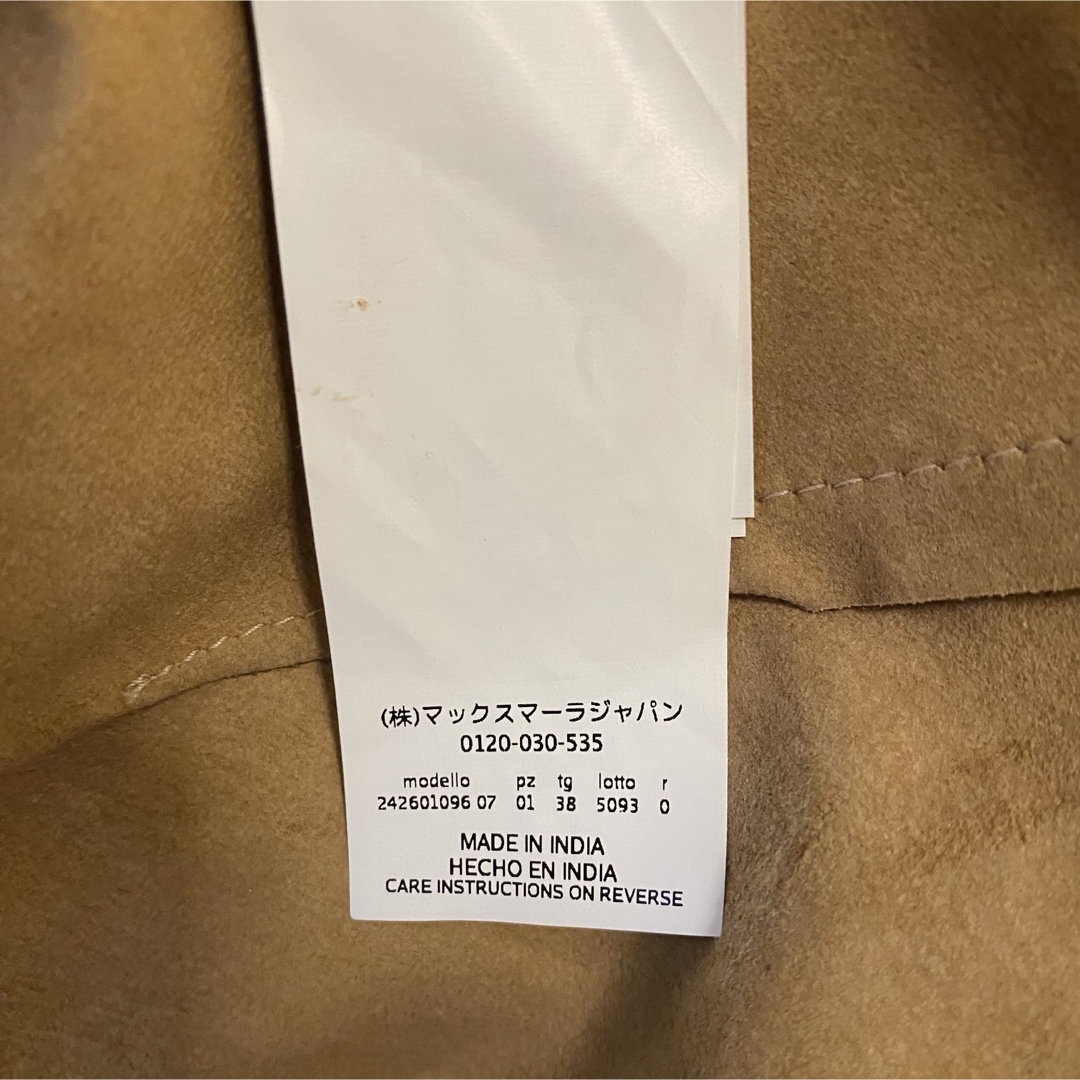 (株)マックスマーラジャパン
0120-030-535
modello pz tg lotto r
242601096 07 01 38 5093 0
MADE IN INDIA
HECHO EN INDIA
CARE INSTRUCTIONS ON REVERSE